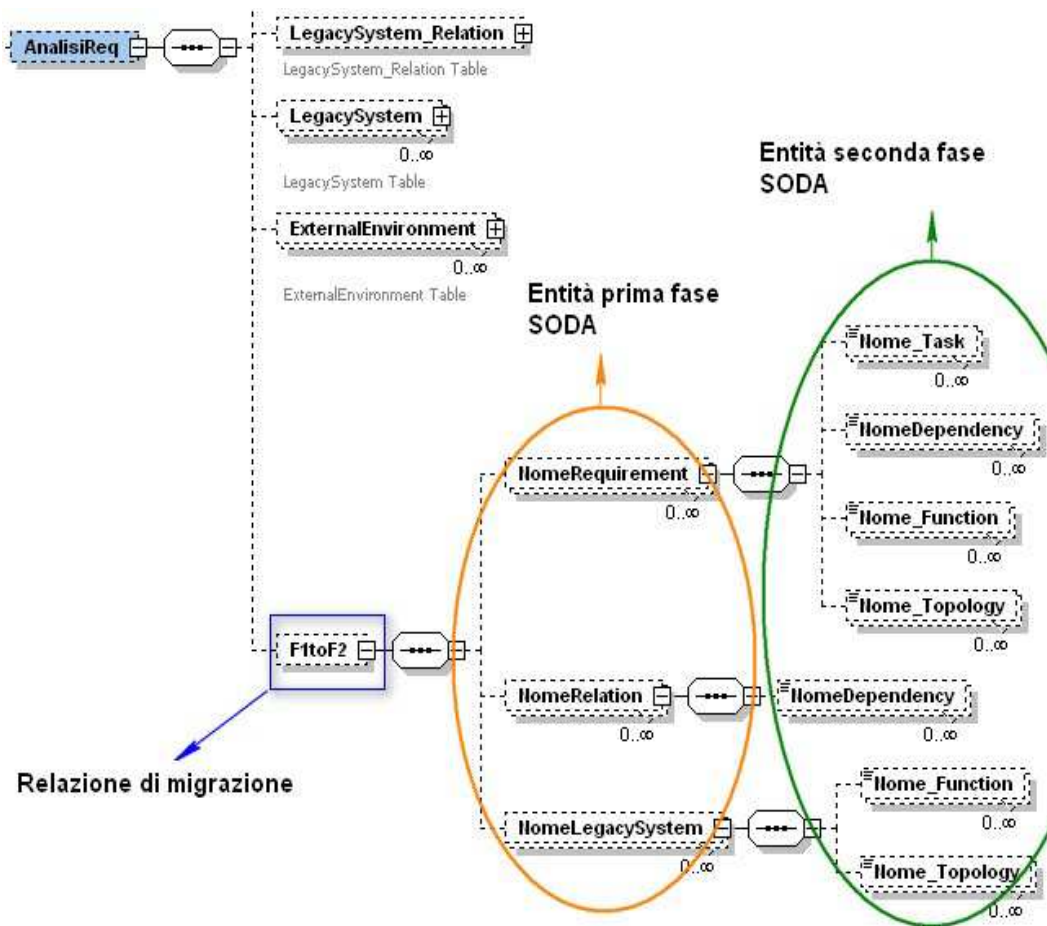 AnalisiReq
LegacySystem_Relation
LegacySystem_Relation Table
LegacySystem
0..∞
LegacySystem Table
ExternalEnvironment
0..∞
ExternalEnvironment Table
Entità seconda fase
SODA
Entità prima fase
SODA
Nome_Task
0..∞
NomeDependency
0..∞
NomeRequirement
0..∞
Nome_Function
0..∞
Nome_Topology
0..∞
F1toF2
NomeRelation
0..∞
NomeDependency
0..∞
Relazione di migrazione
Nome_Function
0..∞
NomeLegacySystem
0..∞
Nome_Topology
0..∞